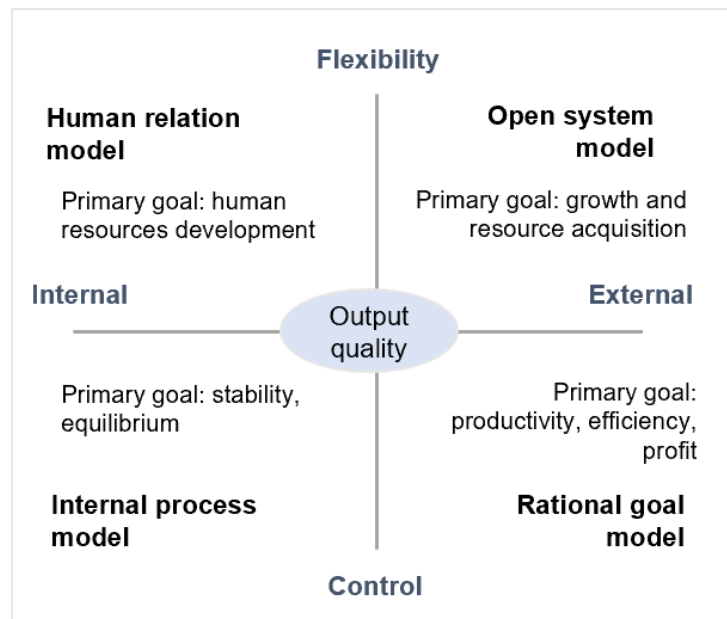 Flexibility
Human relation
model
Primary goal: human
resources development
Open system
model
Primary goal: growth and
resource acquisition
Internal
External
Output
quality
Primary goal: stability,
equilibrium
Internal process
model
Primary goal:
productivity, efficiency,
profit
Rational goal
model
Control